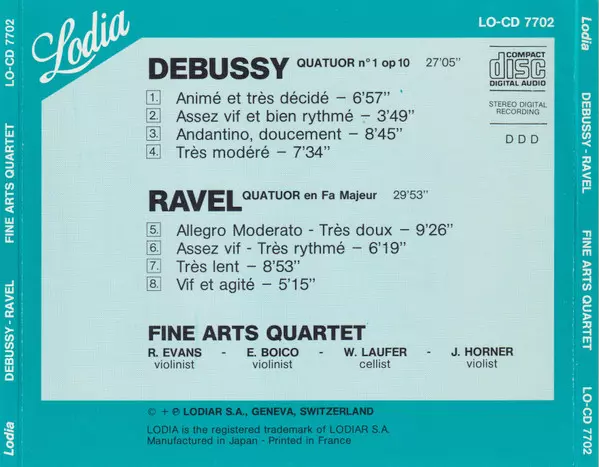 Lodia
LO-CD 7702
DEBUSSY QUATUOR n° 1 op 10 27'05"
1. Animé et très décidé – 6'57"
2. Assez vif et bien rythmé – 3'49"
3. Andantino, doucement – 8'45"
4. Très modéré – 7'34"
COMPACT
disc
DIGITAL AUDIO
STEREO DIGITAL
RECORDING
D D D
RAVEL QUATUOR en Fa Majeur 29'53"
5. Allegro Moderato - Très doux – 9'26"
6. Assez vif - Très rythmé – 6'19"
7. Très lent – 8'53"
8. Vif et agité – 5'15"
FINE ARTS QUARTET
R. EVANS - E. BOICO - W. LAUFER - J. HORNER
violinist violinist cellist violist
© + ℗ LODIAR S.A., GENEVA, SWITZERLAND
LODIA is the registered trademark of LODIAR S.A.
Manufactured in Japan - Printed in France
Lodia DEBUSSY - RAVEL FINE ARTS QUARTET LO-CD 7702
Lodia DEBUSSY - RAVEL FINE ARTS QUARTET LO-CD 7702